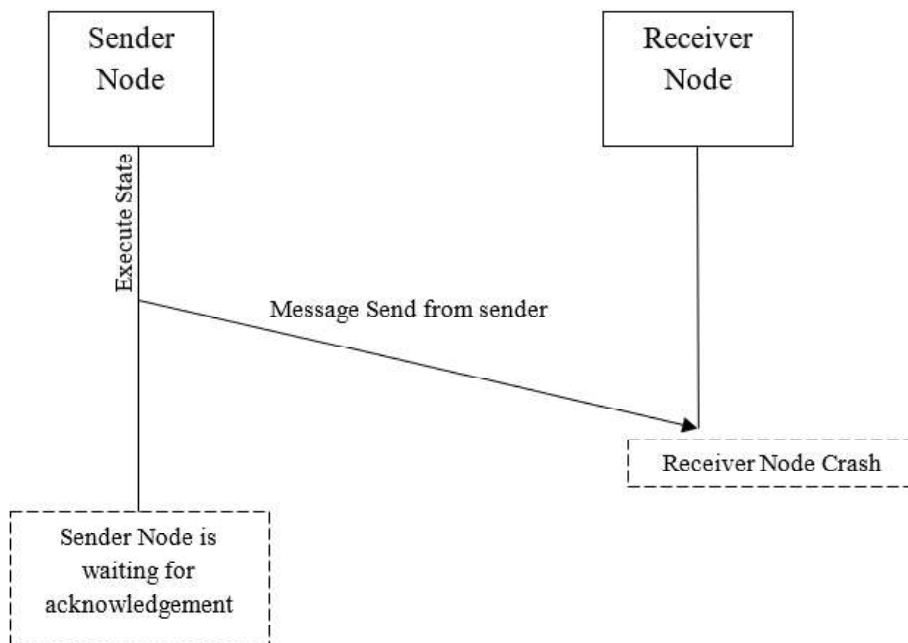 Sender
Node
Receiver
Node
Execute State
Message Send from sender
Receiver Node Crash
Sender Node is
waiting for
acknowledgement